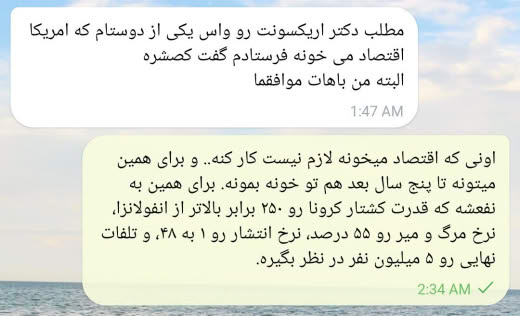 مطلب دکتر اریکسونت رو واس یکی از دوستام که امریکا
اقتصاد می خونه فرستادم گفت کصشره
البته من باهات موافقما
1:47 AM
اونی که اقتصاد میخونه لازم نیست کار کنه.. و برای همین
میتونه تا پنج سال بعد هم تو خونه بمونه. برای همین به
نفعشه که قدرت کشتار کرونا رو ۲۵۰ برابر بالاتر از انفولانزا،
نرخ مرگ و میر رو ۵۵ درصد، نرخ انتشار رو ۱ به ۴۸، و تلفات
نهایی رو ۵ میلیون نفر در نظر بگیره.
2:34 AM